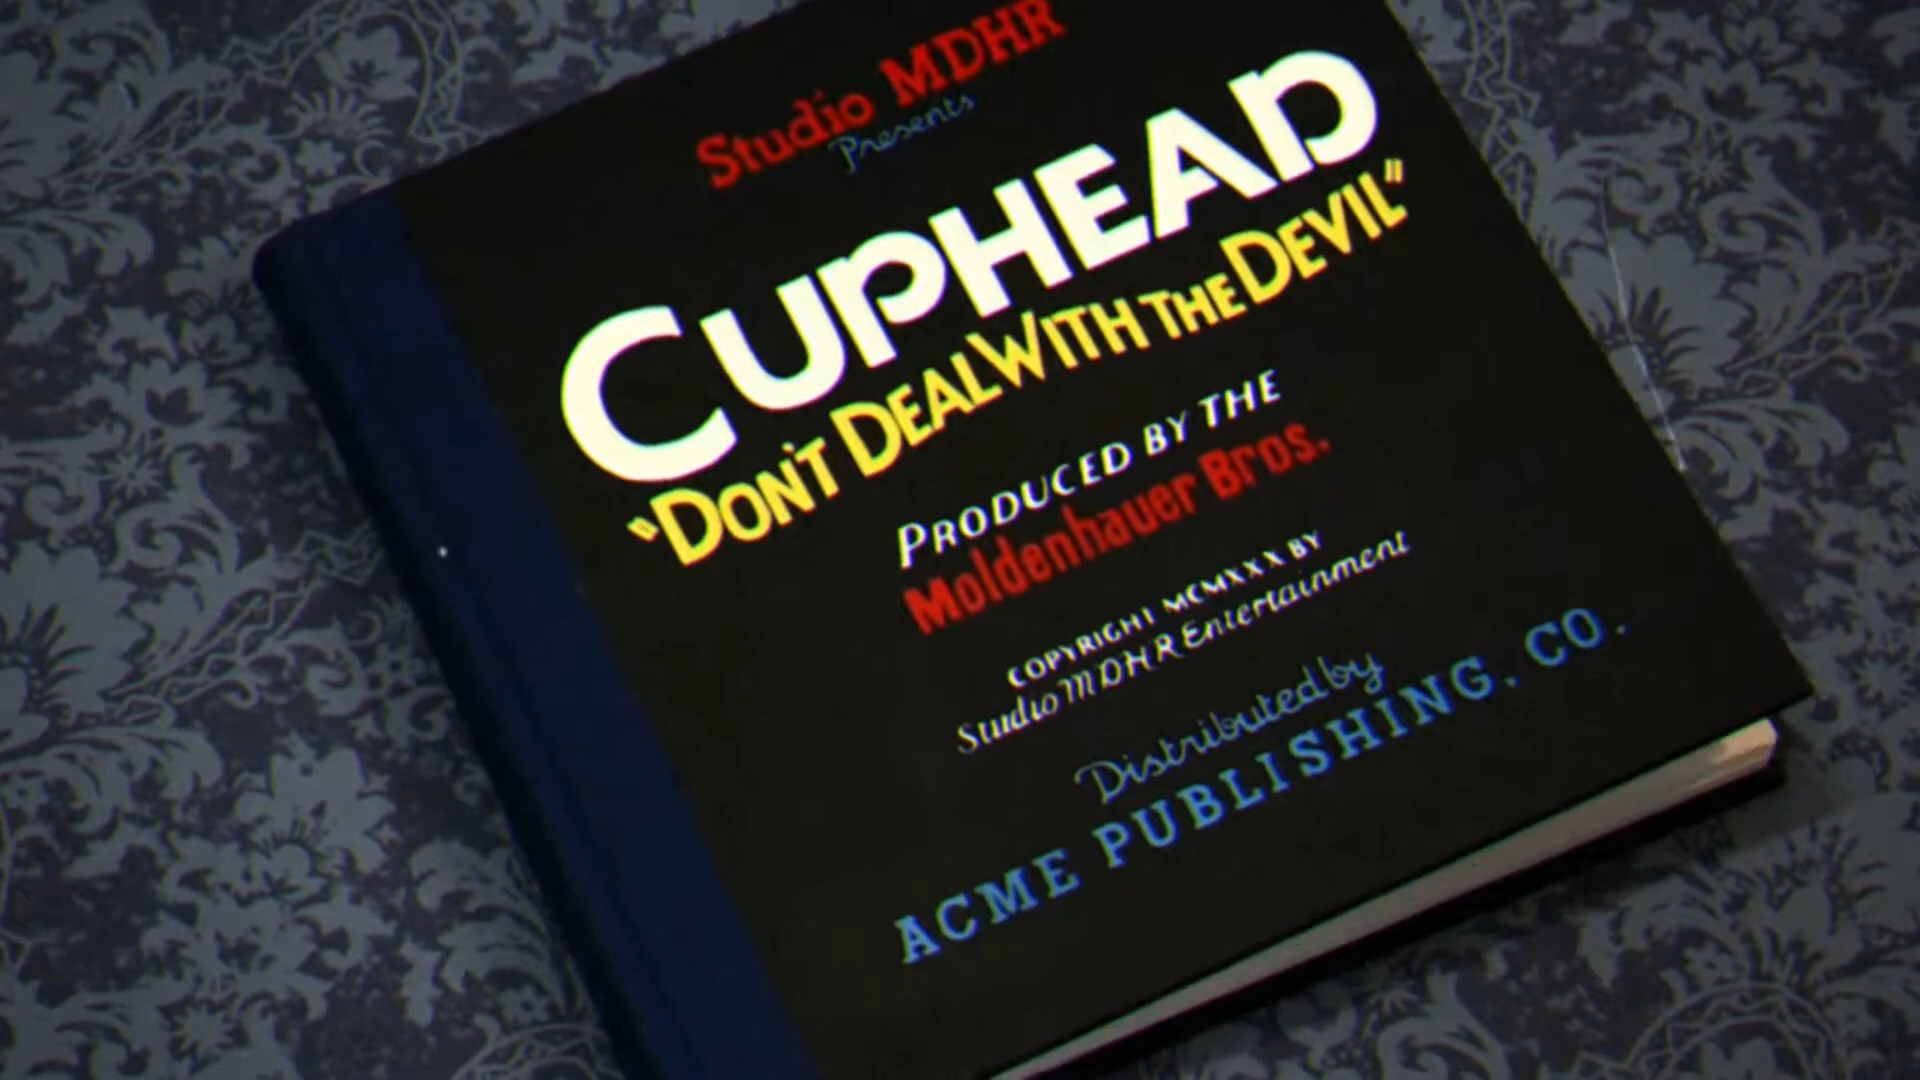 Studio MDHR
Presents
CUPHEAD
"DON'T DEAL WITH THE DEVIL"
PRODUCED BY THE
Moldenhauer Bros.
COPYRIGHT MCMXXX BY
Studio MDHR Entertainment
Distributed by
ACME PUBLISHING, CO.